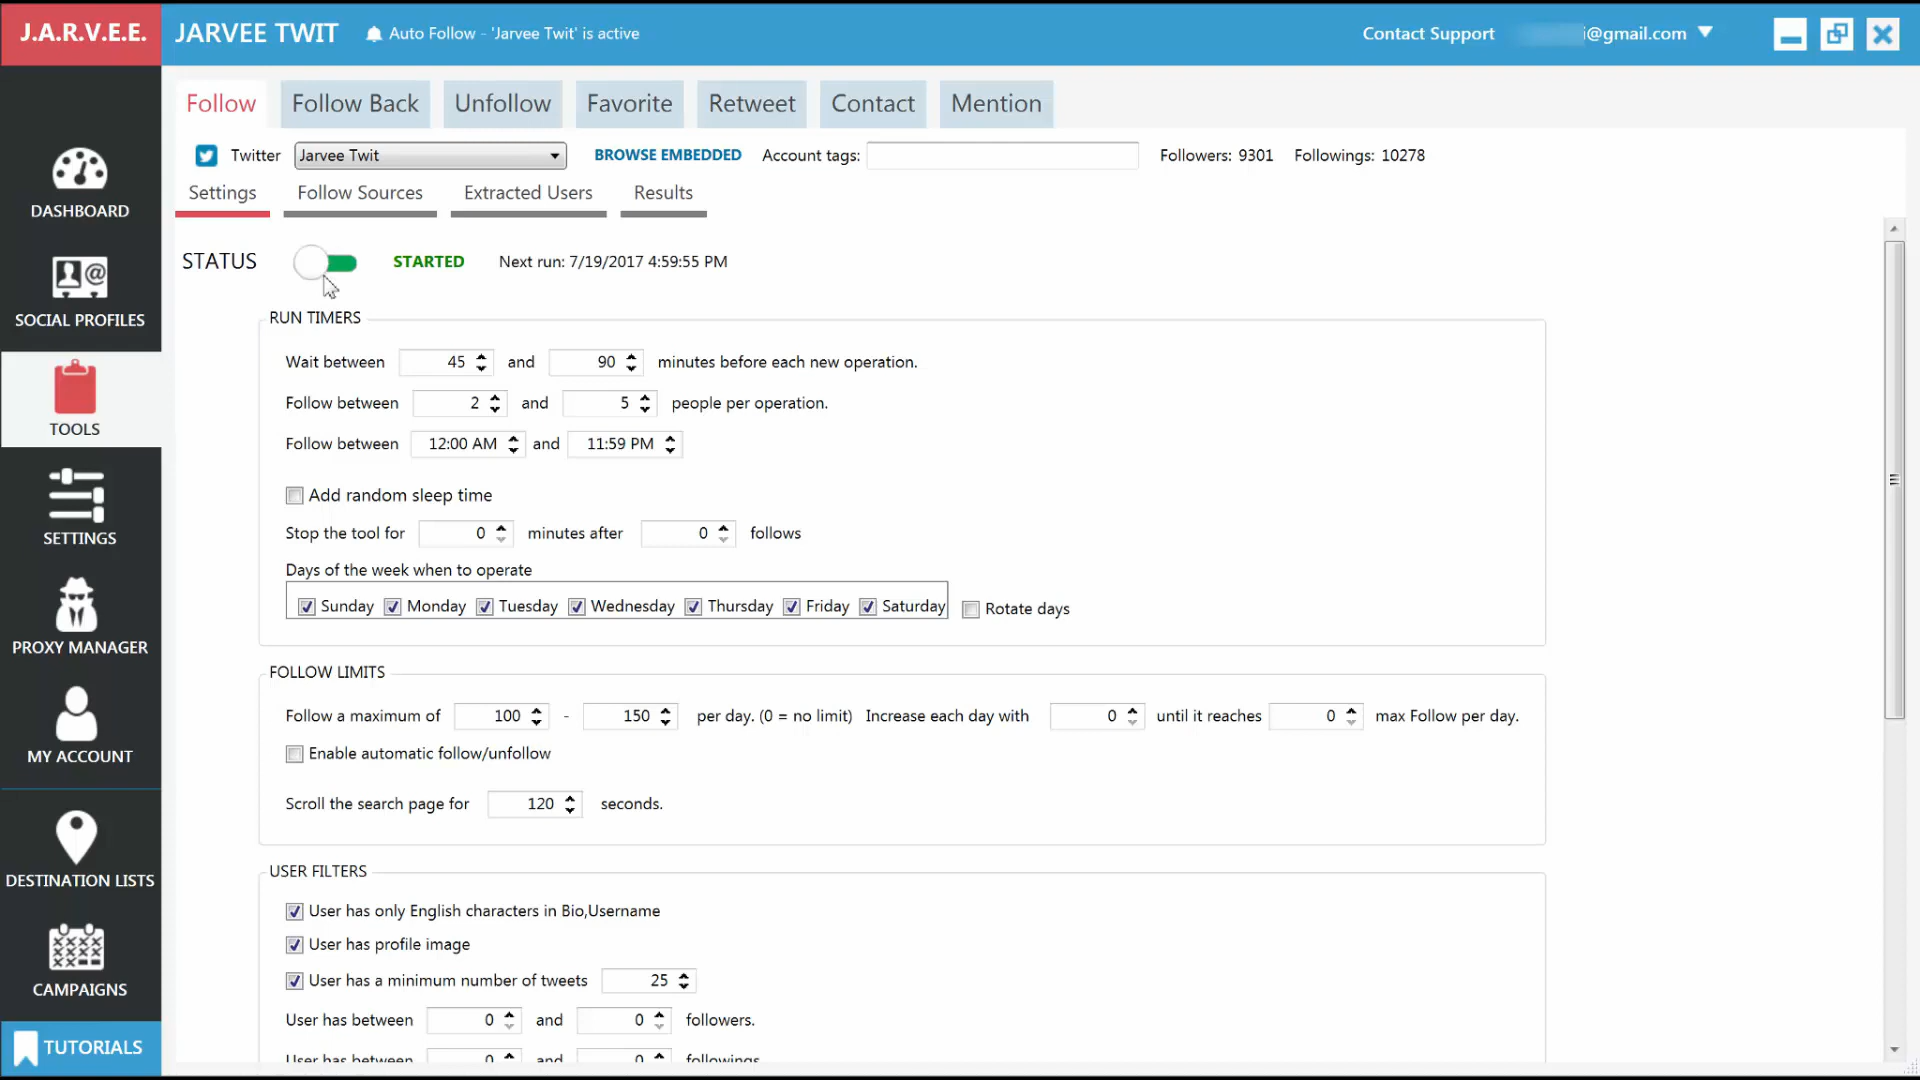 J.A.R.V.E.E.
JARVEE TWIT
Auto Follow - 'Jarvee Twit' is active
Contact Support
i@gmail.com
Follow
Follow Back
Unfollow
Favorite
Retweet
Contact
Mention
Twitter
Jarvee Twit
BROWSE EMBEDDED
Account tags:
Followers: 9301
Followings: 10278
Settings
Follow Sources
Extracted Users
Results
DASHBOARD
SOCIAL PROFILES
TOOLS
SETTINGS
PROXY MANAGER
MY ACCOUNT
DESTINATION LISTS
CAMPAIGNS
TUTORIALS
STATUS STARTED Next run: 7/19/2017 4:59:55 PM
RUN TIMERS
Wait between 45 and 90 minutes before each new operation.
Follow between 2 and 5 people per operation.
Follow between 12:00 AM and 11:59 PM
Add random sleep time
Stop the tool for 0 minutes after 0 follows
Days of the week when to operate
Sunday Monday Tuesday Wednesday Thursday Friday Saturday Rotate days
FOLLOW LIMITS
Follow a maximum of 100 - 150 per day. (0 = no limit) Increase each day with 0 until it reaches 0 max Follow per day.
Enable automatic follow/unfollow
Scroll the search page for 120 seconds.
USER FILTERS
User has only English characters in Bio,Username
User has profile image
User has a minimum number of tweets 25
User has between 0 and 0 followers.
User has between 0 and 0 followings